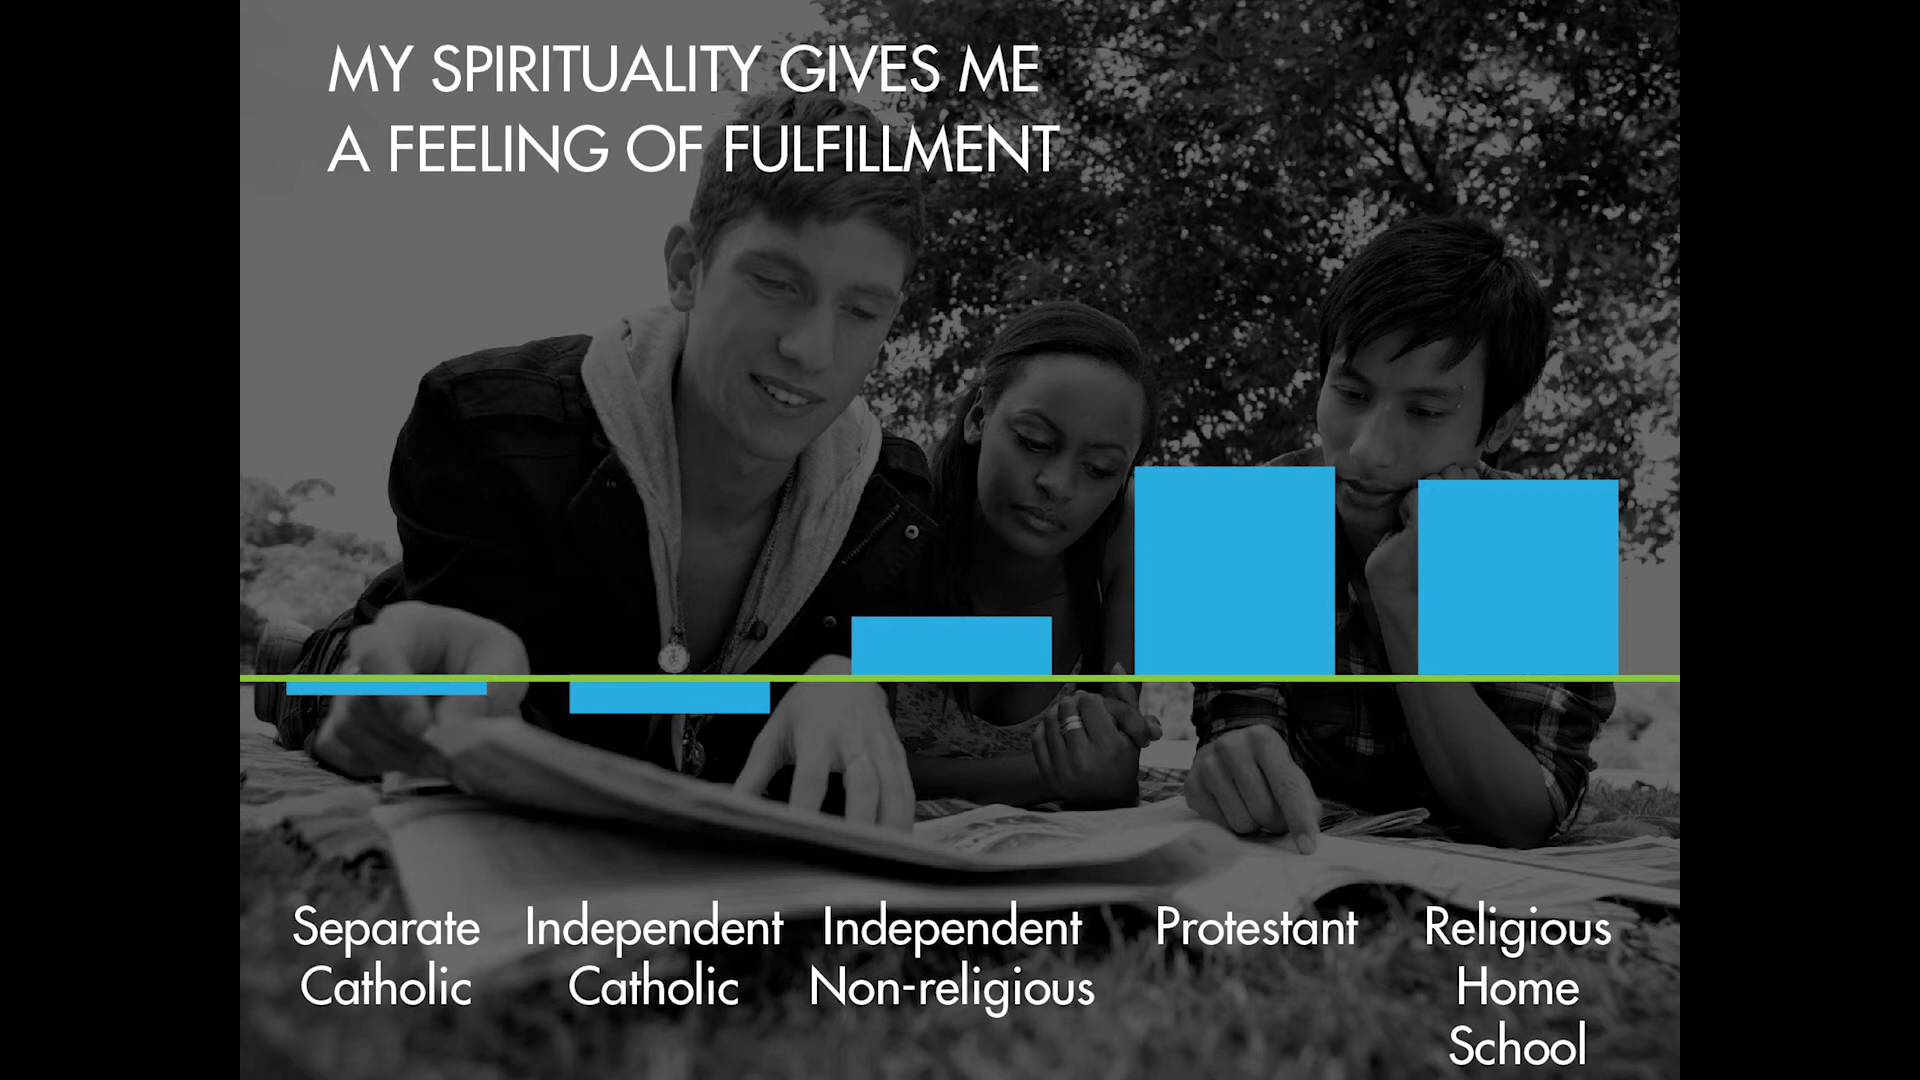 MY SPIRITUALITY GIVES ME
A FEELING OF FULFILLMENT
Separate
Catholic
Independent
Catholic
Independent
Non-religious
Protestant
Religious
Home
School